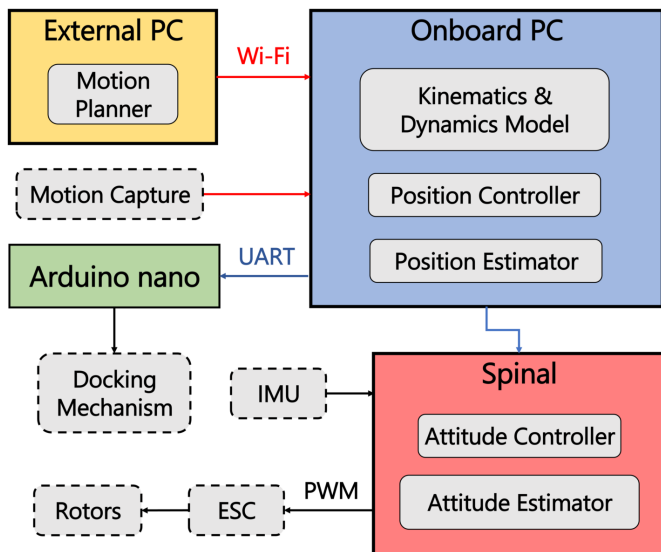 External PC
Motion
Planner
Wi-Fi
Onboard PC
Kinematics &
Dynamics Model
Motion Capture
Position Controller
Position Estimator
UART
Arduino nano
Docking
Mechanism
IMU
Spinal
Attitude Controller
Attitude Estimator
PWM
ESC
Rotors